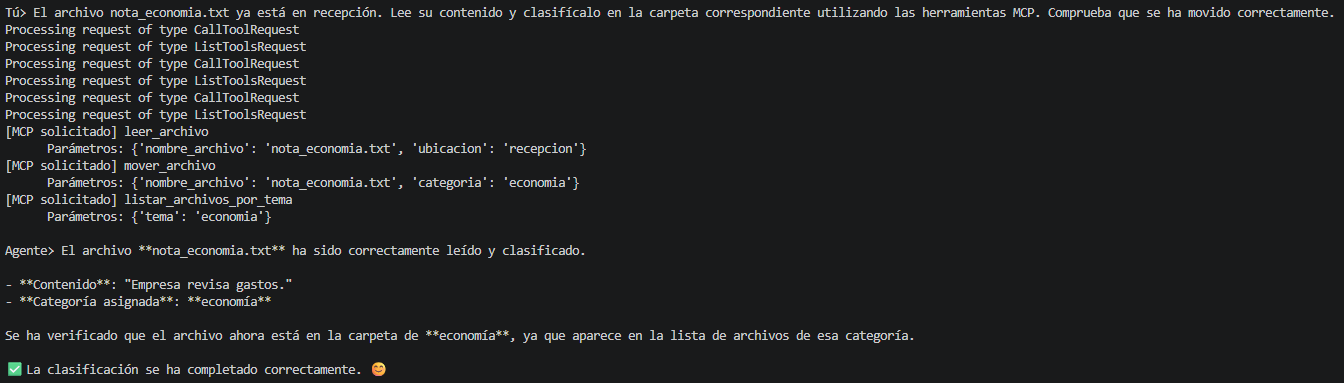 Tú> El archivo nota_economia.txt ya está en recepción. Lee su contenido y clasifícalo en la carpeta correspondiente utilizando las herramientas MCP. Comprueba que se ha movido correctamente.
Processing request of type CallToolRequest
Processing request of type ListToolsRequest
Processing request of type CallToolRequest
Processing request of type ListToolsRequest
Processing request of type CallToolRequest
Processing request of type ListToolsRequest
[MCP solicitado] leer_archivo
Parámetros: {'nombre_archivo': 'nota_economia.txt', 'ubicacion': 'recepcion'}
[MCP solicitado] mover_archivo
Parámetros: {'nombre_archivo': 'nota_economia.txt', 'categoria': 'economia'}
[MCP solicitado] listar_archivos_por_tema
Parámetros: {'tema': 'economia'}
Agente> El archivo **nota_economia.txt** ha sido correctamente leído y clasificado.
- **Contenido**: "Empresa revisa gastos."
- **Categoría asignada**: **economía**
Se ha verificado que el archivo ahora está en la carpeta de **economía**, ya que aparece en la lista de archivos de esa categoría.
✅ La clasificación se ha completado correctamente. 😊